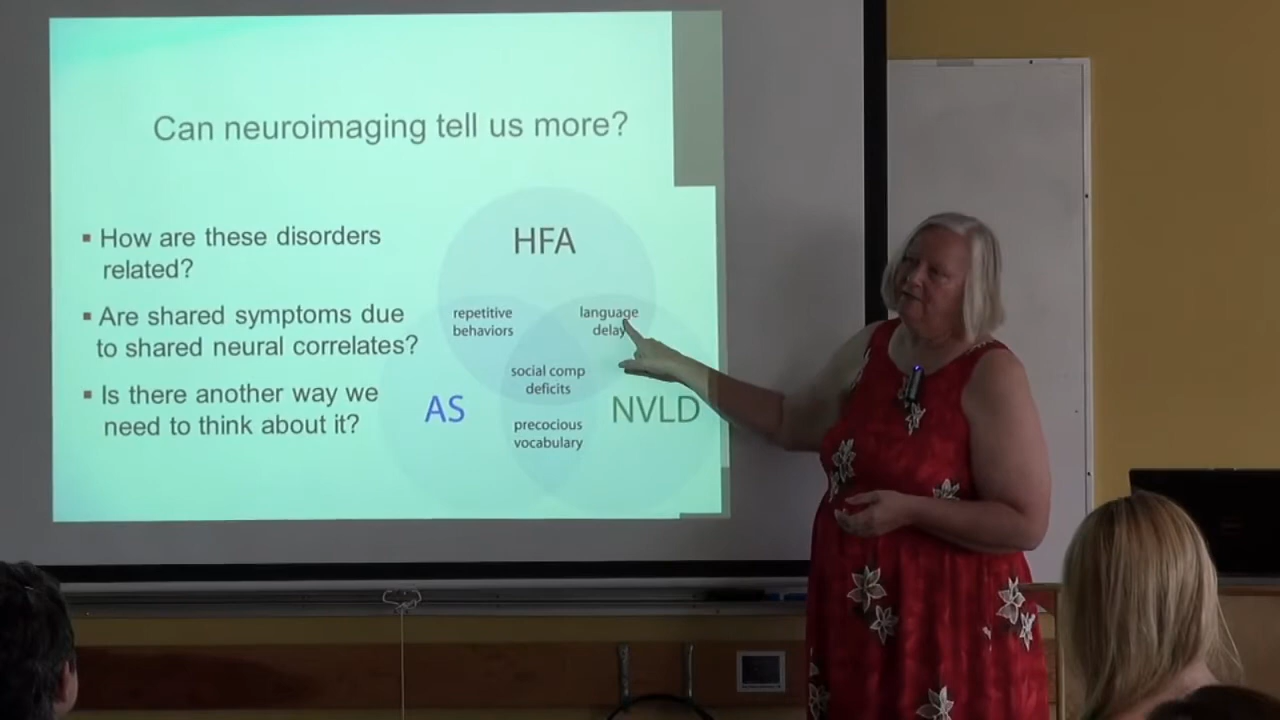 Can neuroimaging tell us more?
▪ How are these disorders
related?
▪ Are shared symptoms due
to shared neural correlates?
▪ Is there another way we
need to think about it?
HFA
repetitive
behaviors
language
delay
social comp
deficits
AS
NVLD
precocious
vocabulary